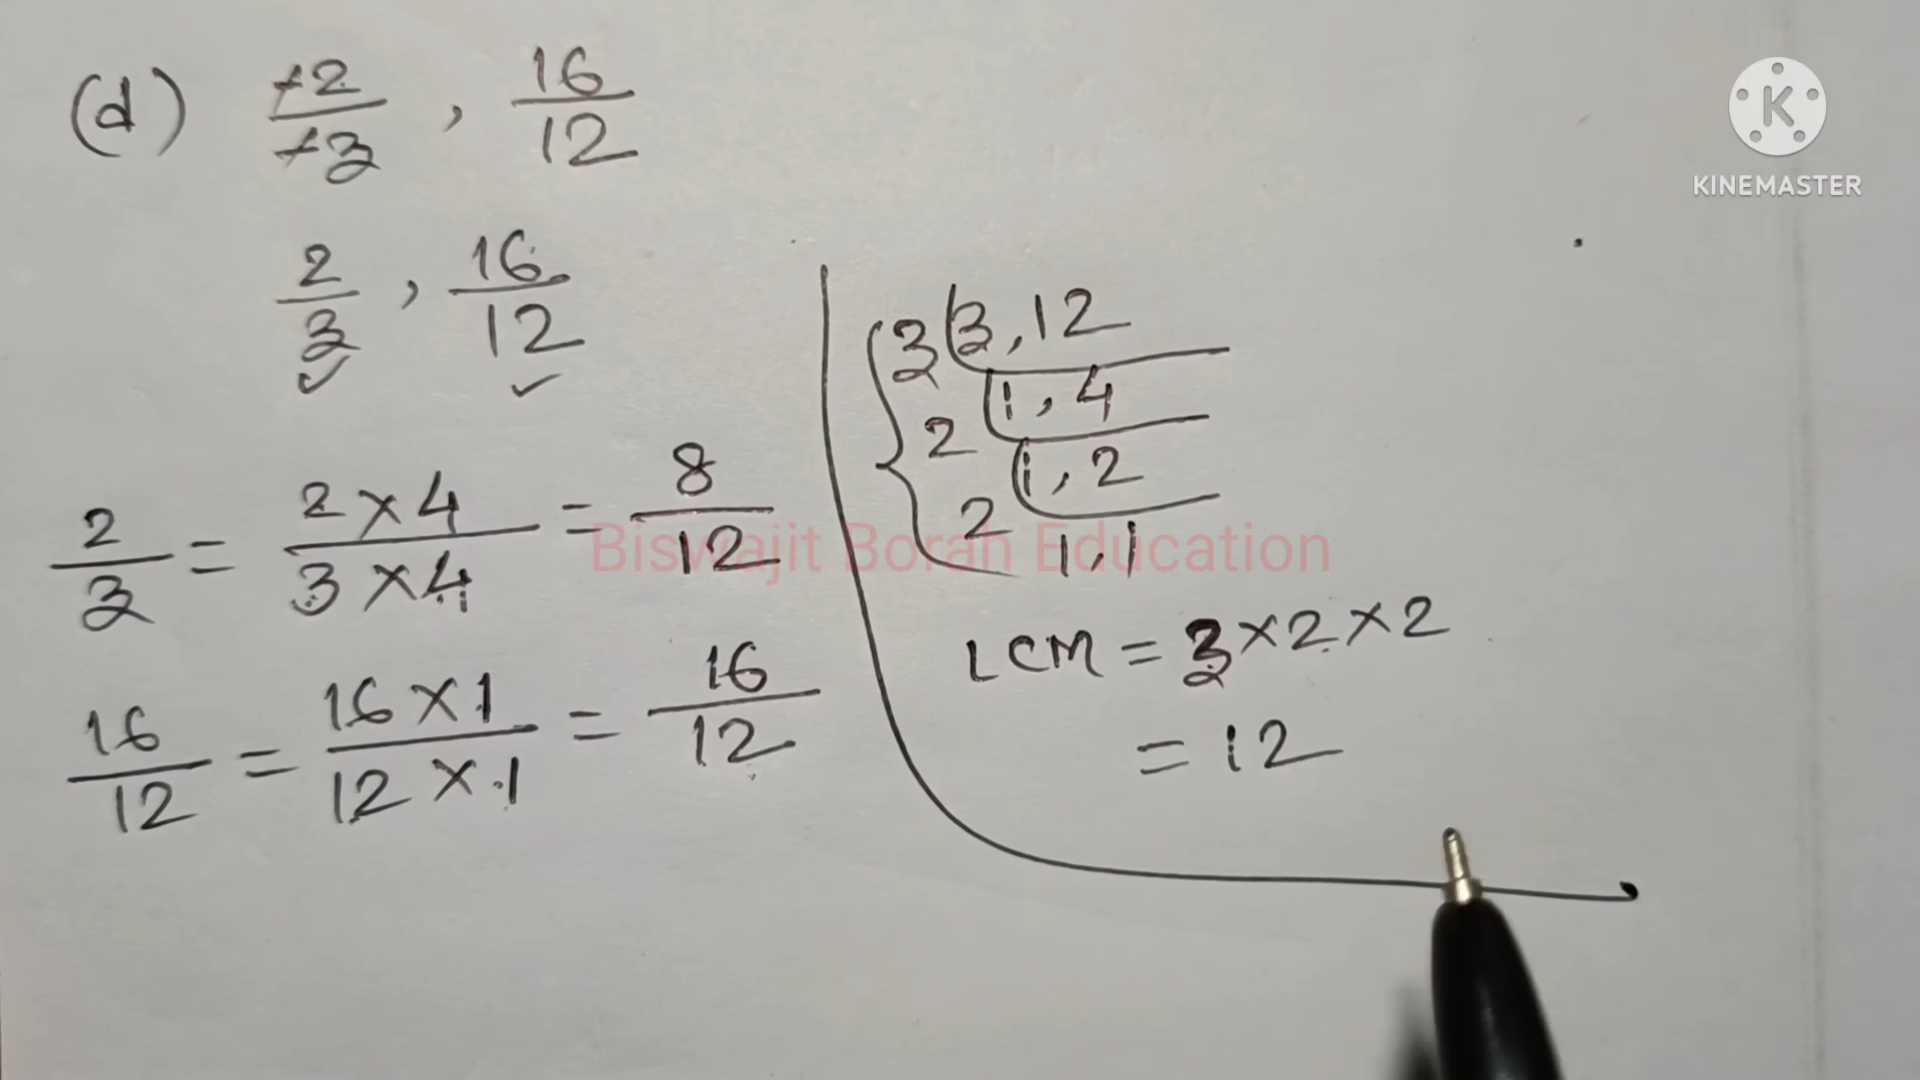 (d) -2/-3 , 16/12
2/3 , 16/12
2/3 = 2×4/3×4 = 8/12
16/12 = 16×1/12×1 = 16/12
3 3,12
2 1,4
2 1,2
1,1
LCM = 3×2×2
= 12
Biswajit Borah Education
K
KINEMASTER